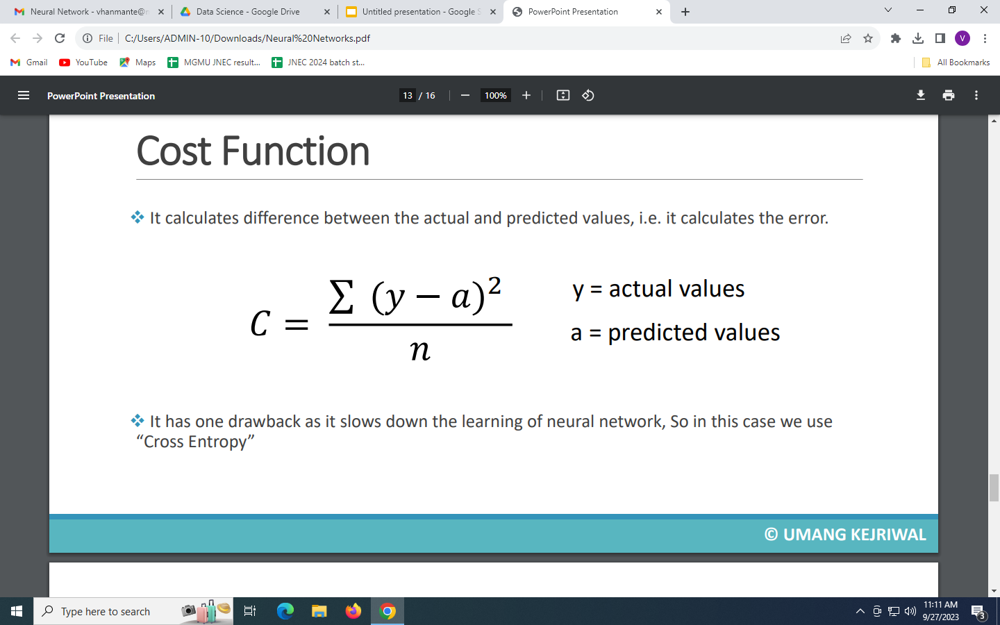 Neural Network - vhanmante@
Data Science - Google Drive
Untitled presentation - Google
PowerPoint Presentation
File
C:/Users/ADMIN-10/Downloads/Neural%20Networks.pdf
V
Gmail
YouTube
Maps
MGMU JNEC result...
JNEC 2024 batch st...
All Bookmarks
PowerPoint Presentation
13 / 16
100%
Cost Function
It calculates difference between the actual and predicted values, i.e. it calculates the error.
C = ∑ (y − a)² / n
y = actual values
a = predicted values
It has one drawback as it slows down the learning of neural network, So in this case we use
“Cross Entropy”
© UMANG KEJRIWAL
Type here to search
11:11 AM
9/27/2023
3